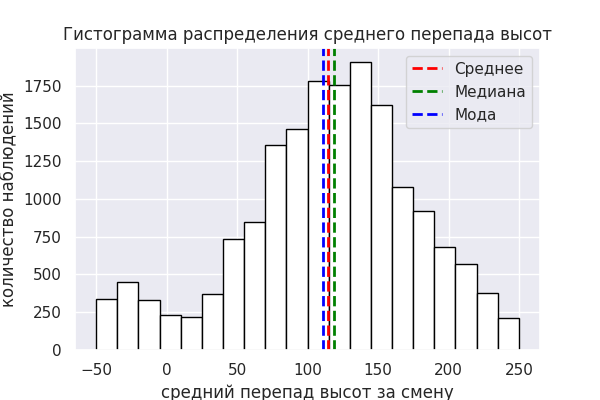 Гистограмма распределения среднего перепада высот
количество наблюдений
1750
1500
1250
1000
750
500
250
0
Среднее
Медиана
Мода
−50 0 50 100 150 200 250
средний перепад высот за смену